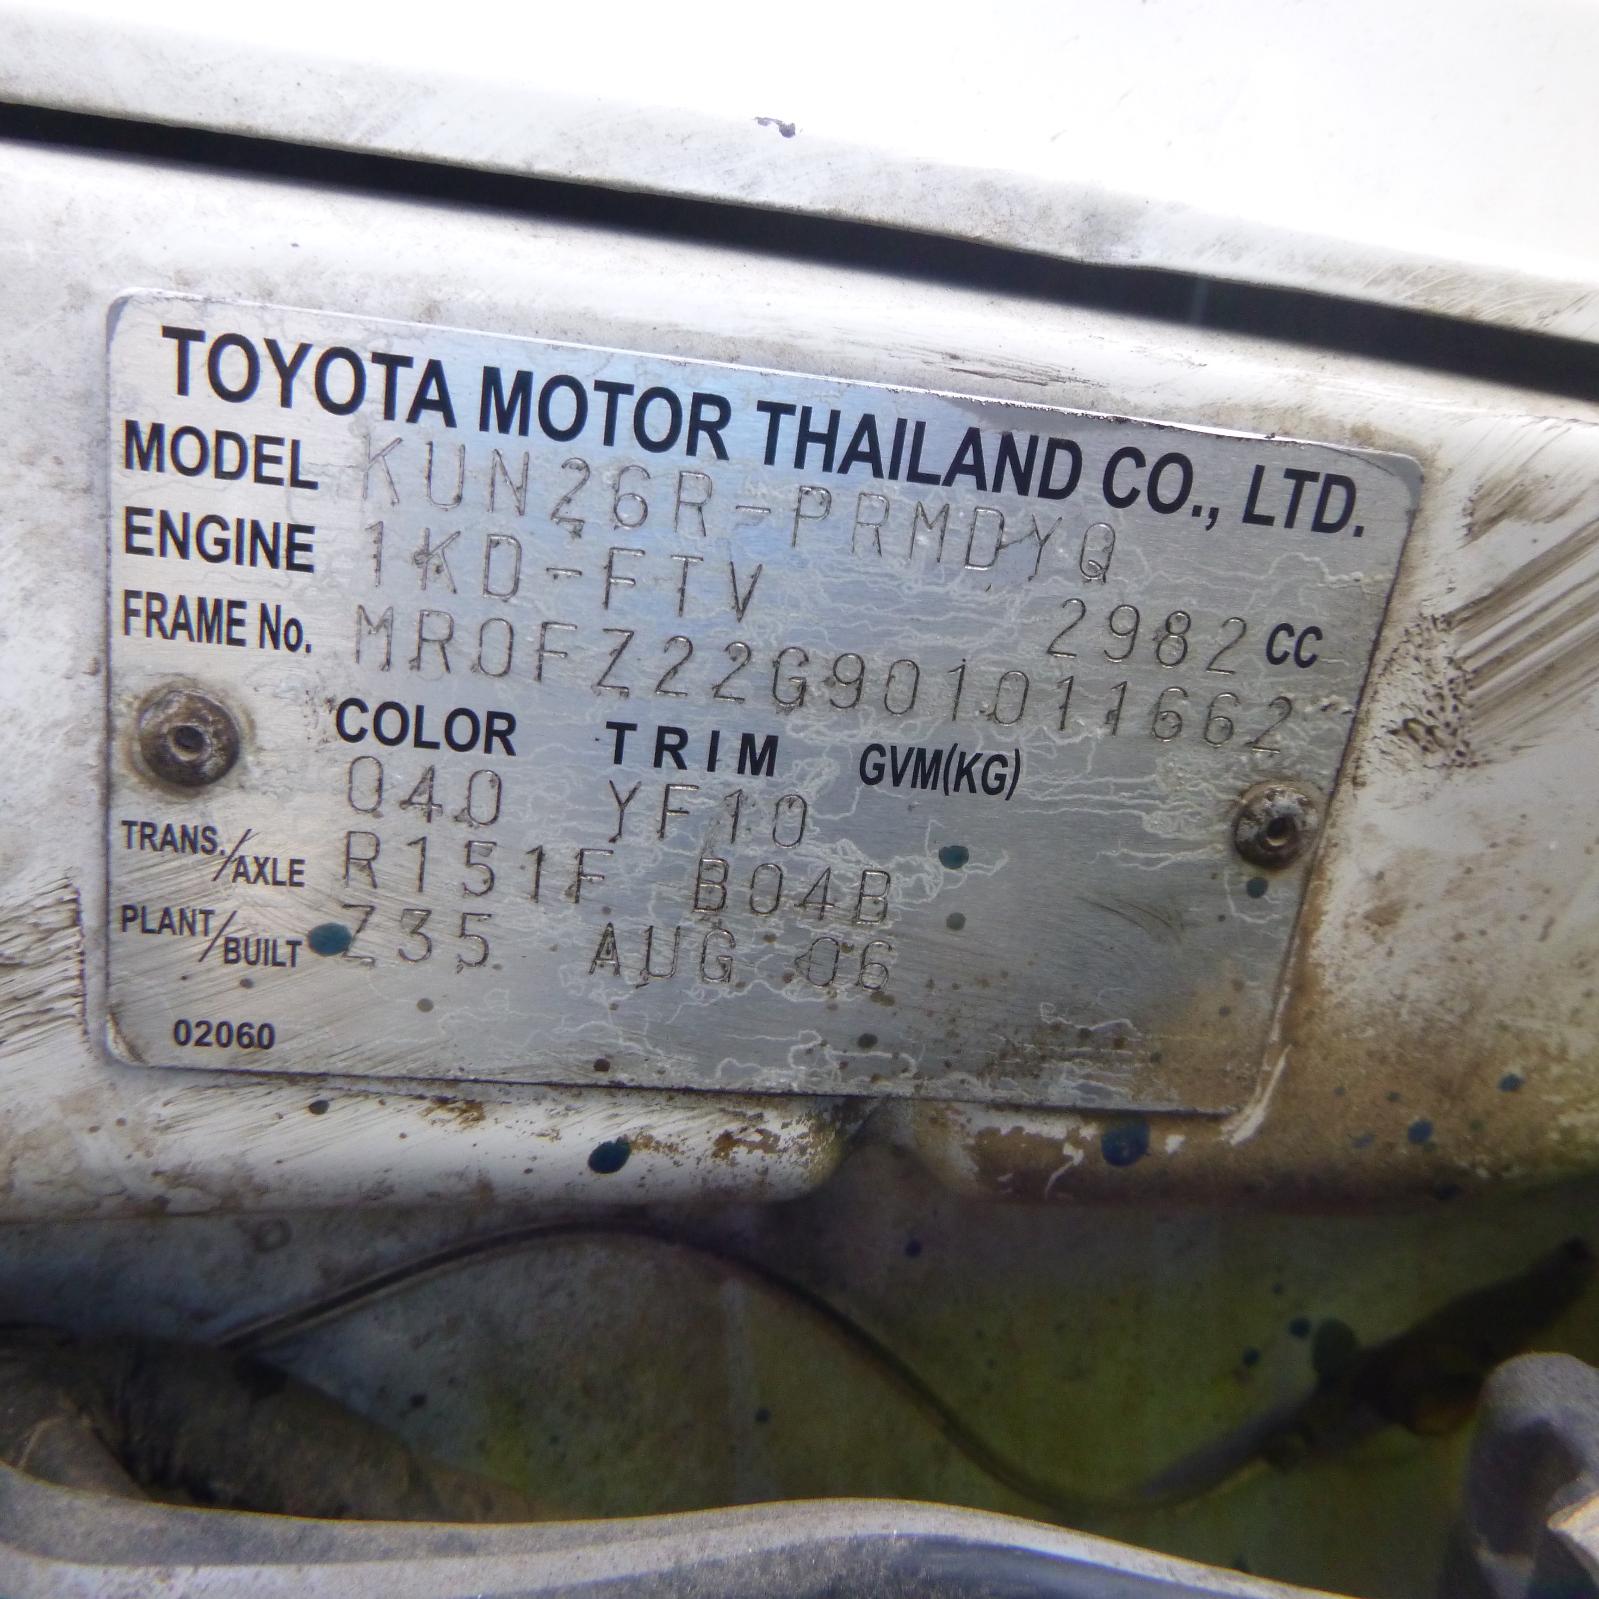 TOYOTA MOTOR THAILAND CO., LTD.
MODEL KUN26R-PRMDYQ
ENGINE 1KD-FTV 2982 CC
FRAME No. MR0FZ22G901011662
COLOR TRIM GVM(KG)
040 YF10
TRANS./AXLE R151F B04B
PLANT/BUILT Z35 AUG 06
02060